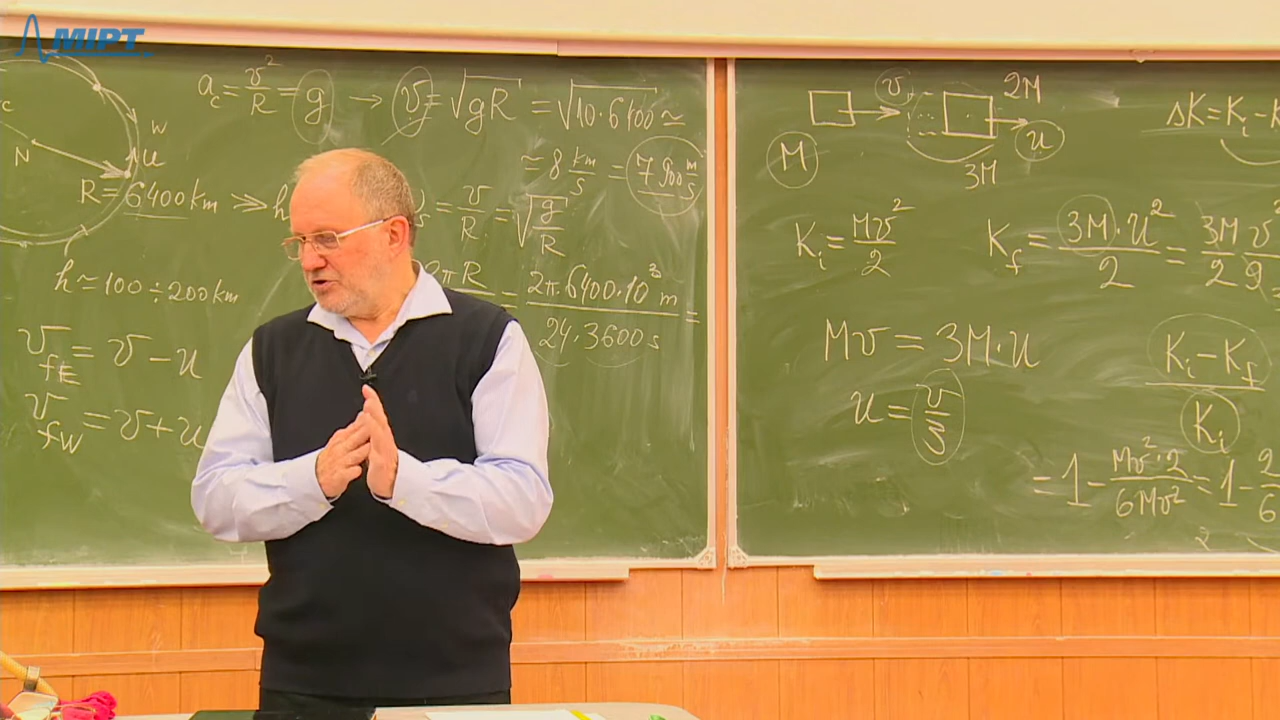 MIPT
a_c = v²/R = g → v = √gR = √10·6400 ≈
≈ 8 km/s = 7900 m/s
N
w
u
R = 6400 km ≫ h
= v/R = √g/R
h ≈ 100 ÷ 200 km
= 2π·6400·10³ m / 24·3600 s =
v_fE = v − u
v_fW = v + u
v
2M
M
u
3M
ΔK = K_i −
K_i = Mv²/2
K_f = 3M·u²/2 = 3M v²/2 9
Mv = 3M·u
u = v/3
K_i − K_f / K_i
= 1 − Mv²·2/6Mv² = 1 − 2/6